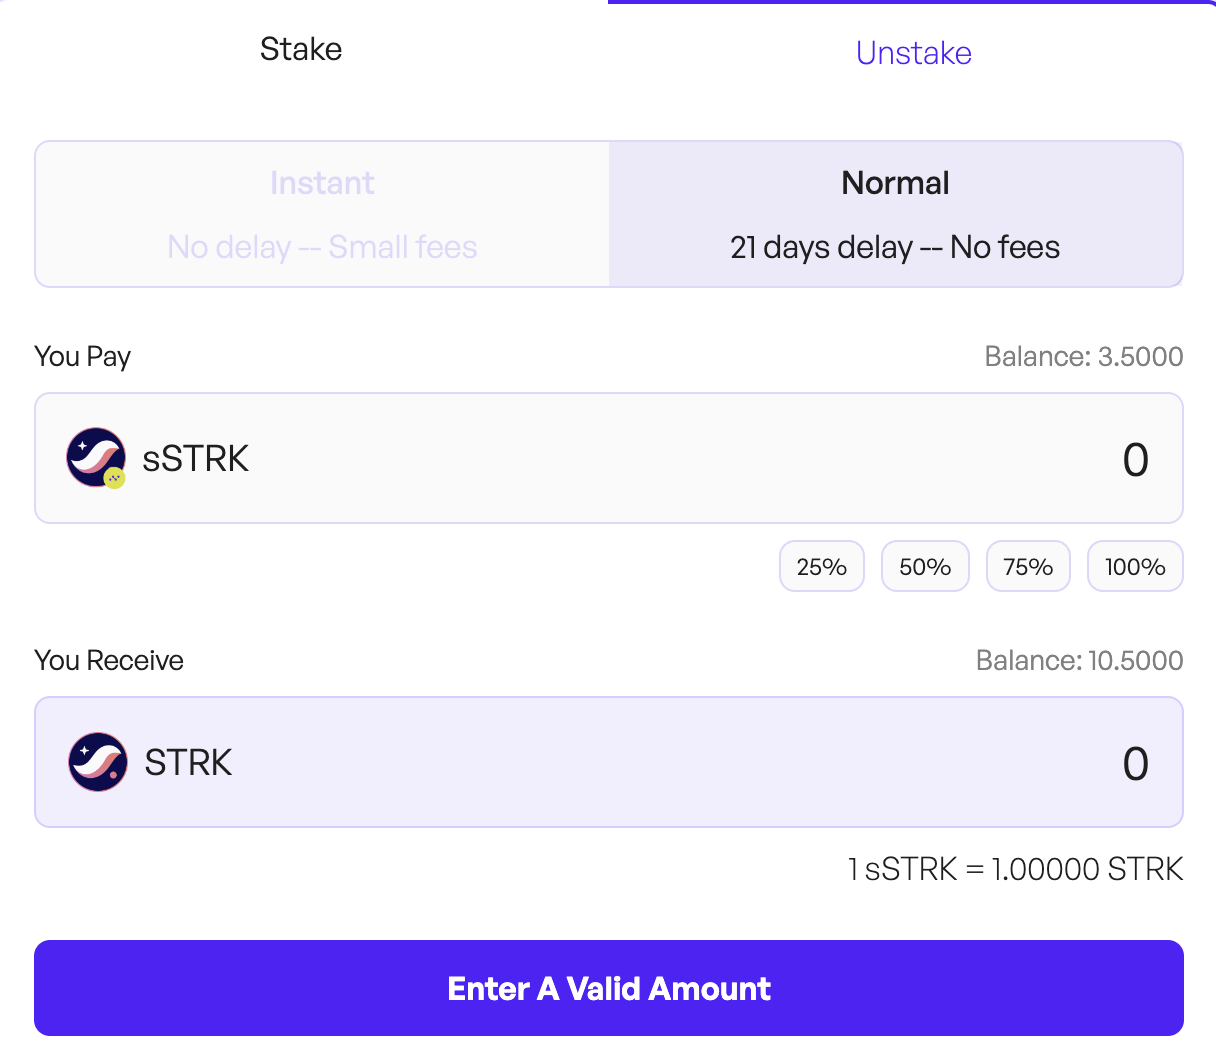 Stake
Unstake
Instant
No delay -- Small fees
Normal
21 days delay -- No fees
You Pay
Balance: 3.5000
sSTRK
0
25%
50%
75%
100%
You Receive
Balance: 10.5000
STRK
0
1 sSTRK = 1.00000 STRK
Enter A Valid Amount